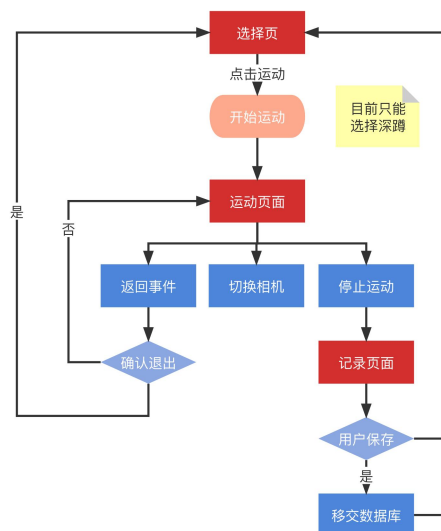 选择页
点击运动
开始运动
目前只能
选择深蹲
运动页面
是
否
返回事件
切换相机
停止运动
确认退出
记录页面
用户保存
是
移交数据库